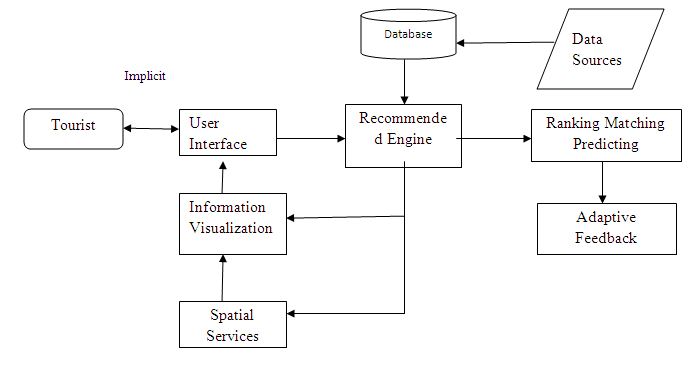 Database
Data
Sources
Implicit
Tourist
User
Interface
Recommende
d Engine
Ranking Matching
Predicting
Information
Visualization
Adaptive
Feedback
Spatial
Services